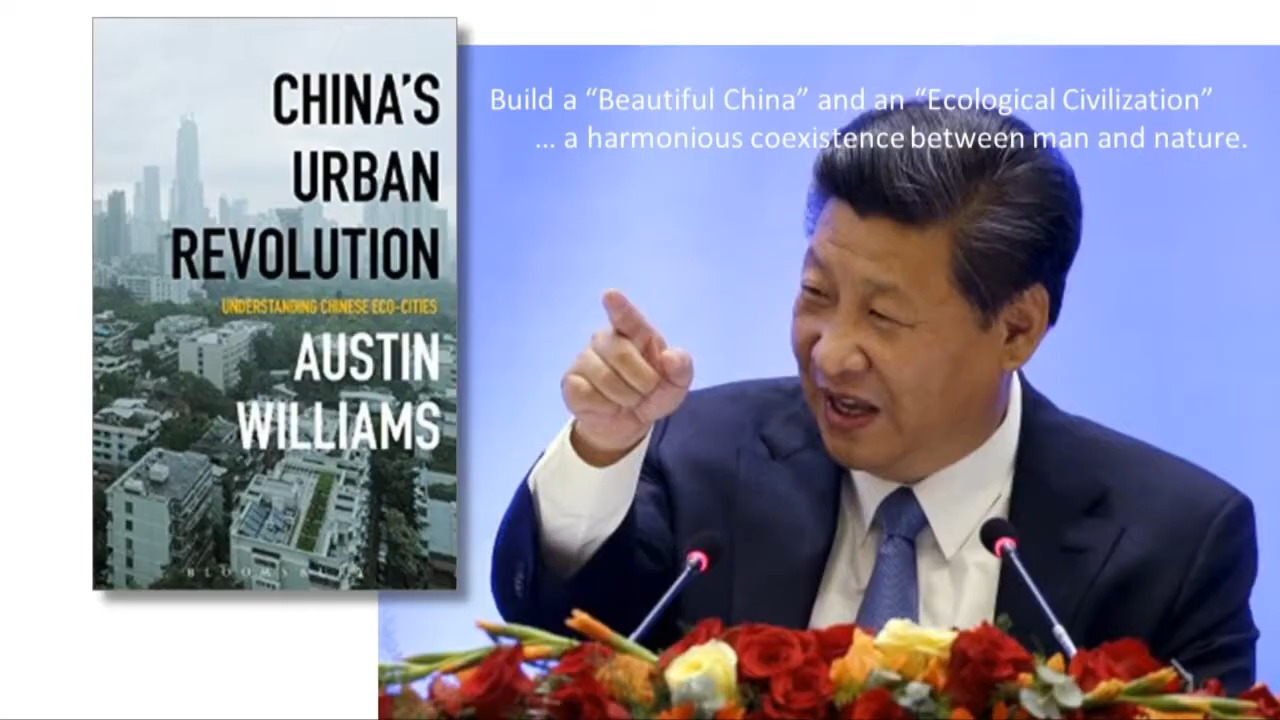 CHINA'S
URBAN
REVOLUTION
UNDERSTANDING CHINESE ECO-CITIES
AUSTIN
WILLIAMS
BLOOMSBURY
Build a “Beautiful China” and an “Ecological Civilization”
... a harmonious coexistence between man and nature.